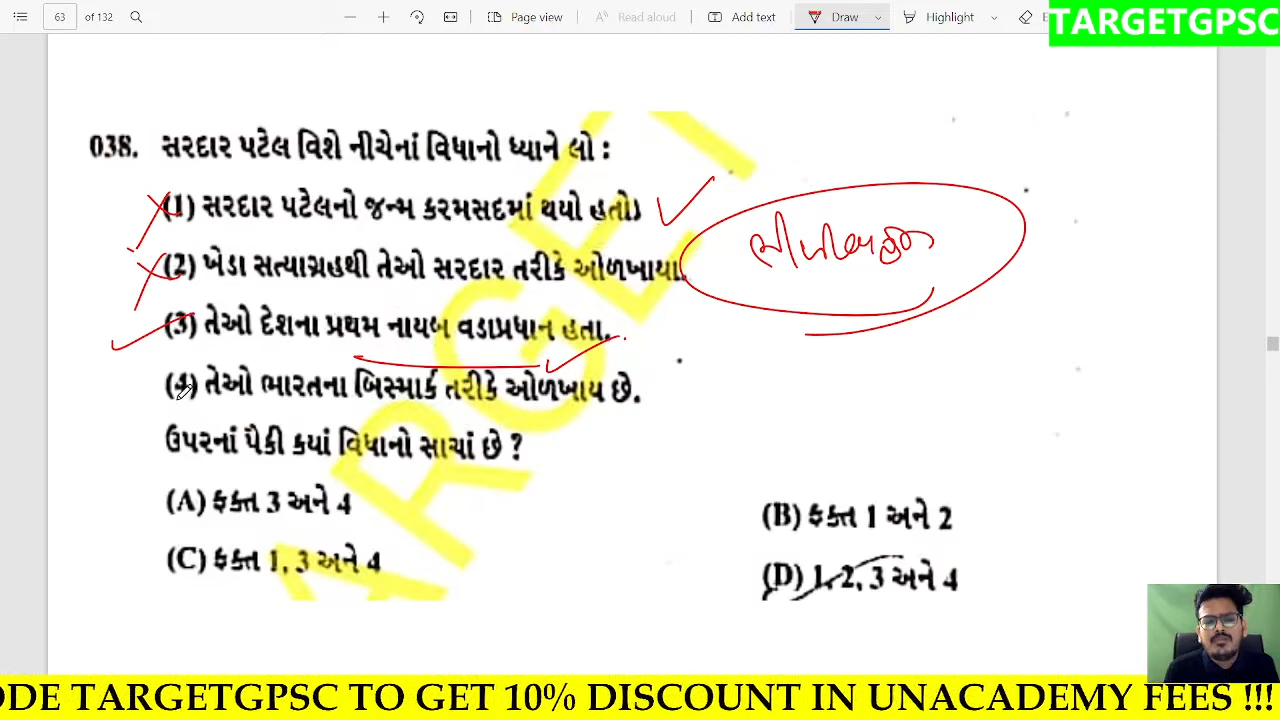 63 of 132
Page view
Read aloud
Add text
Draw
Highlight
TARGETGPSC
038. સરદાર પટેલ વિશે નીચેનાં વિધાનો ધ્યાને લો :
(1) સરદાર પટેલનો જન્મ કરમસદમાં થયો હતો.
(2) ખેડા સત્યાગ્રહથી તેઓ સરદાર તરીકે ઓળખાયા.
(3) તેઓ દેશના પ્રથમ નાયબ વડાપ્રધાન હતા.
(4) તેઓ ભારતના બિસ્માર્ક તરીકે ઓળખાય છે.
ઉપરનાં પૈકી કયાં વિધાનો સાચાં છે ?
(A) ફક્ત 3 અને 4
(B) ફક્ત 1 અને 2
(C) ફક્ત 1, 3 અને 4
(D) 1, 2, 3 અને 4
ARGET
ODE TARGETGPSC TO GET 10% DISCOUNT IN UNACADEMY FEES !!!